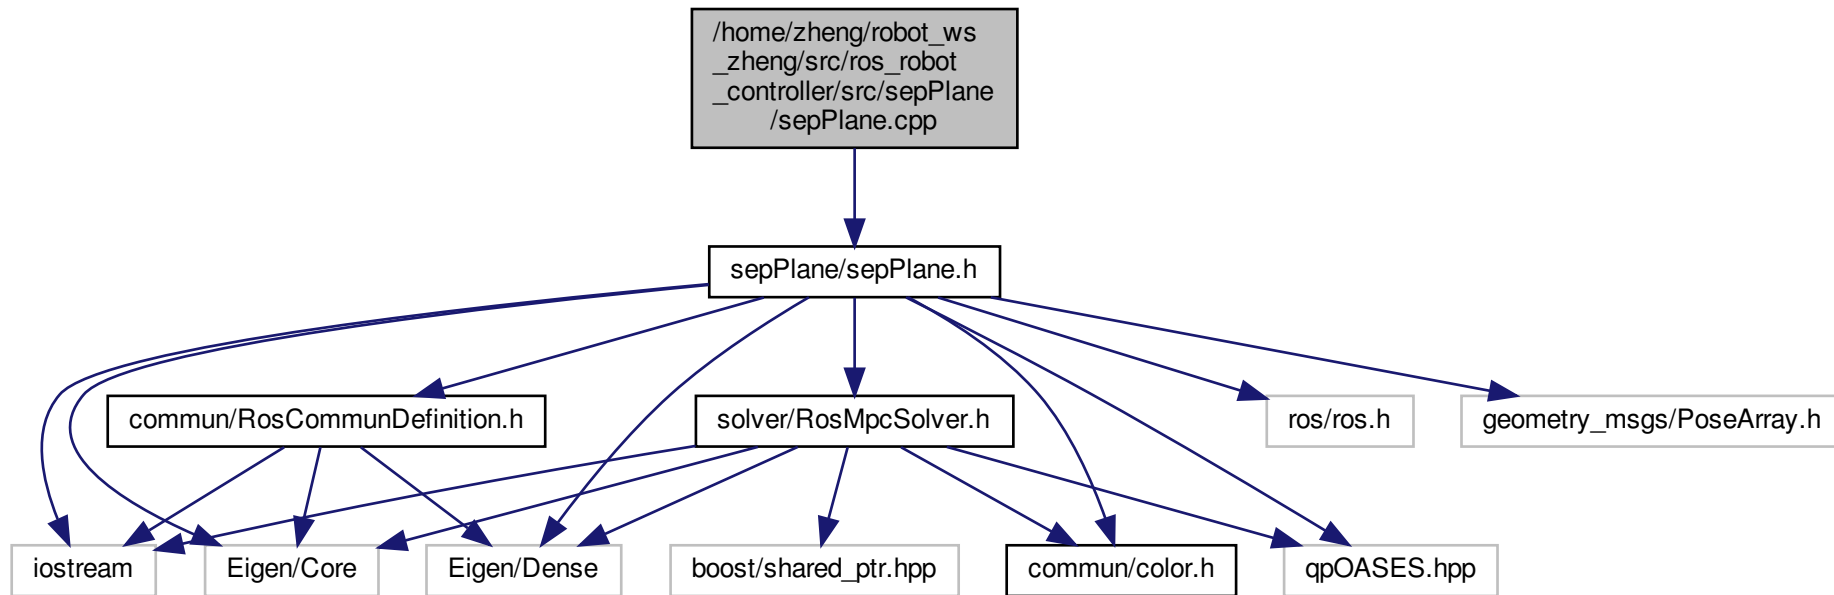 /home/zheng/robot_ws
_zheng/src/ros_robot
_controller/src/sepPlane
/sepPlane.cpp
sepPlane/sepPlane.h
commun/RosCommunDefinition.h
solver/RosMpcSolver.h
ros/ros.h
geometry_msgs/PoseArray.h
iostream
Eigen/Core
Eigen/Dense
boost/shared_ptr.hpp
commun/color.h
qpOASES.hpp